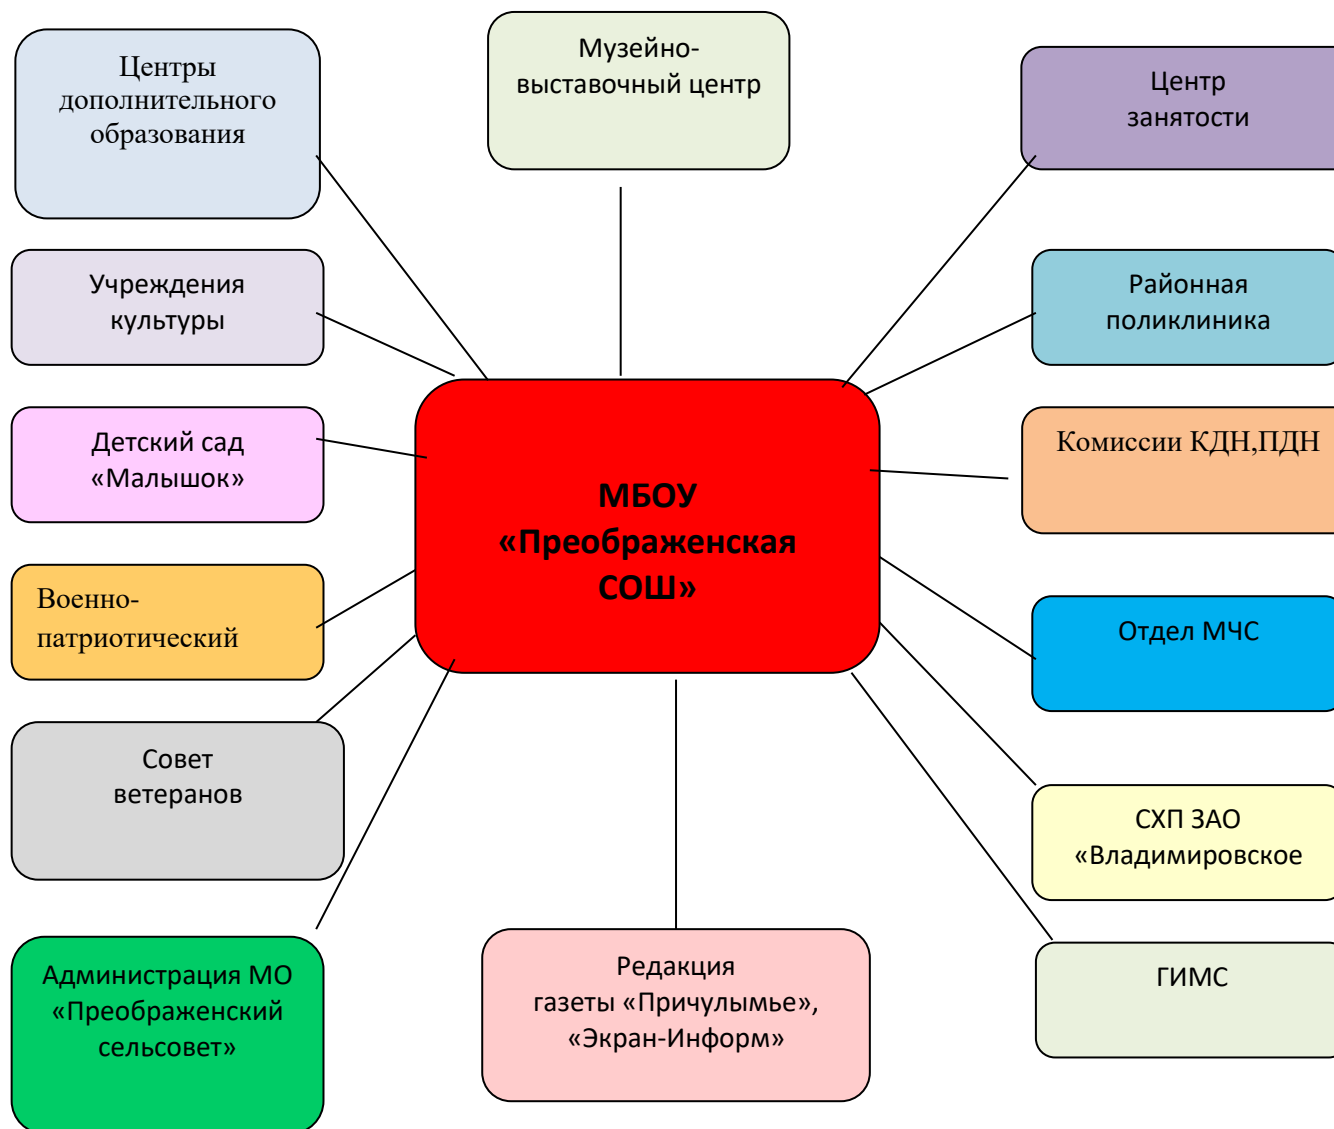 Центры
дополнительного
образования
Музейно-
выставочный центр
Центр
занятости
Учреждения
культуры
Районная
поликлиника
Детский сад
«Малышок»
МБОУ
«Преображенская
СОШ»
Комиссии КДН,ПДН
Военно-
патриотический
Отдел МЧС
Совет
ветеранов
СХП ЗАО
«Владимировское
Администрация МО
«Преображенский
сельсовет»
Редакция
газеты «Причулымье»,
«Экран-Информ»
ГИМС